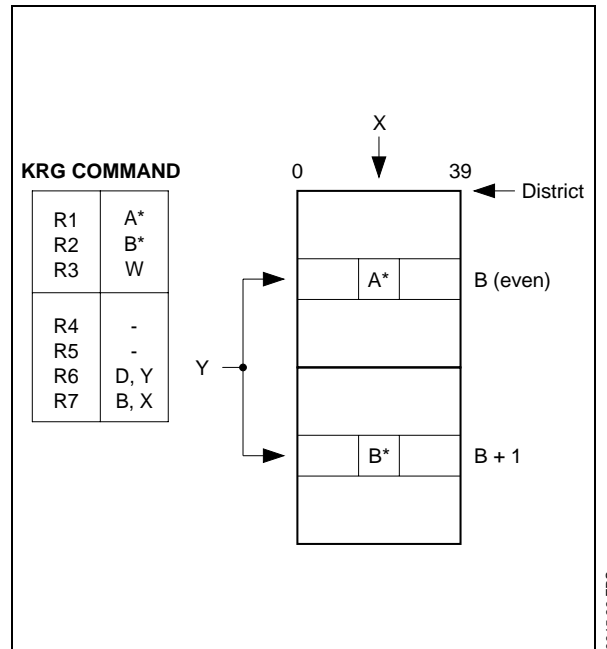 KRG COMMAND
R1 A*
R2 B*
R3 W
R4 -
R5 -
R6 D, Y
R7 B, X
X
0 39
District
A* B (even)
Y
B* B + 1